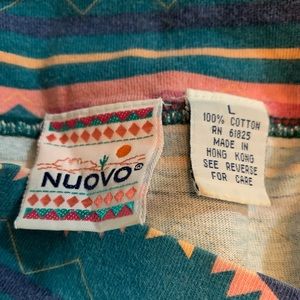 NUOVO®
L
100% COTTON
RN 61825
MADE IN
HONG KONG
SEE REVERSE
FOR CARE